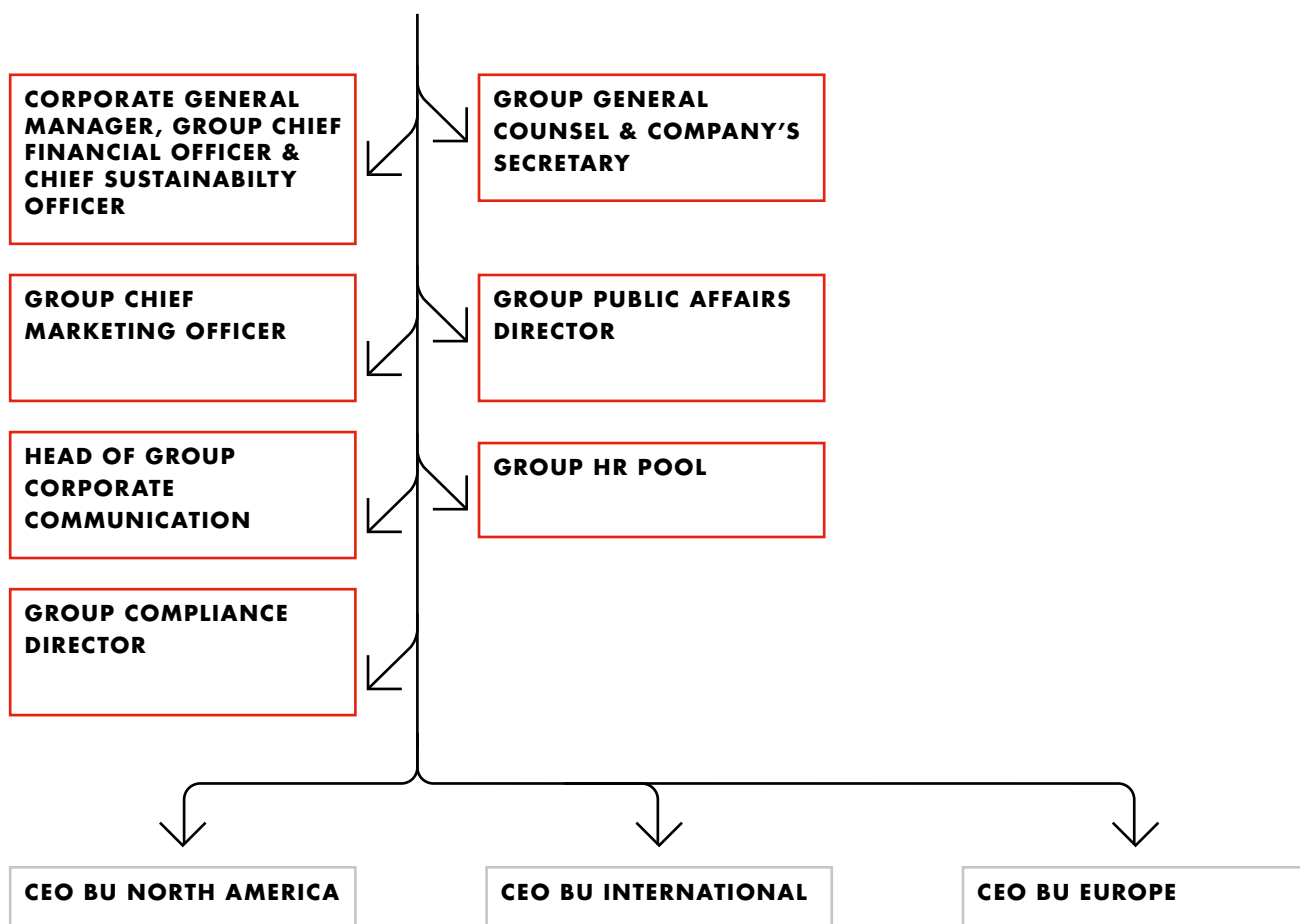 CORPORATE GENERAL
MANAGER, GROUP CHIEF
FINANCIAL OFFICER &
CHIEF SUSTAINABILTY
OFFICER
GROUP GENERAL
COUNSEL & COMPANY’S
SECRETARY
GROUP CHIEF
MARKETING OFFICER
GROUP PUBLIC AFFAIRS
DIRECTOR
HEAD OF GROUP
CORPORATE
COMMUNICATION
GROUP HR POOL
GROUP COMPLIANCE
DIRECTOR
CEO BU NORTH AMERICA
CEO BU INTERNATIONAL
CEO BU EUROPE